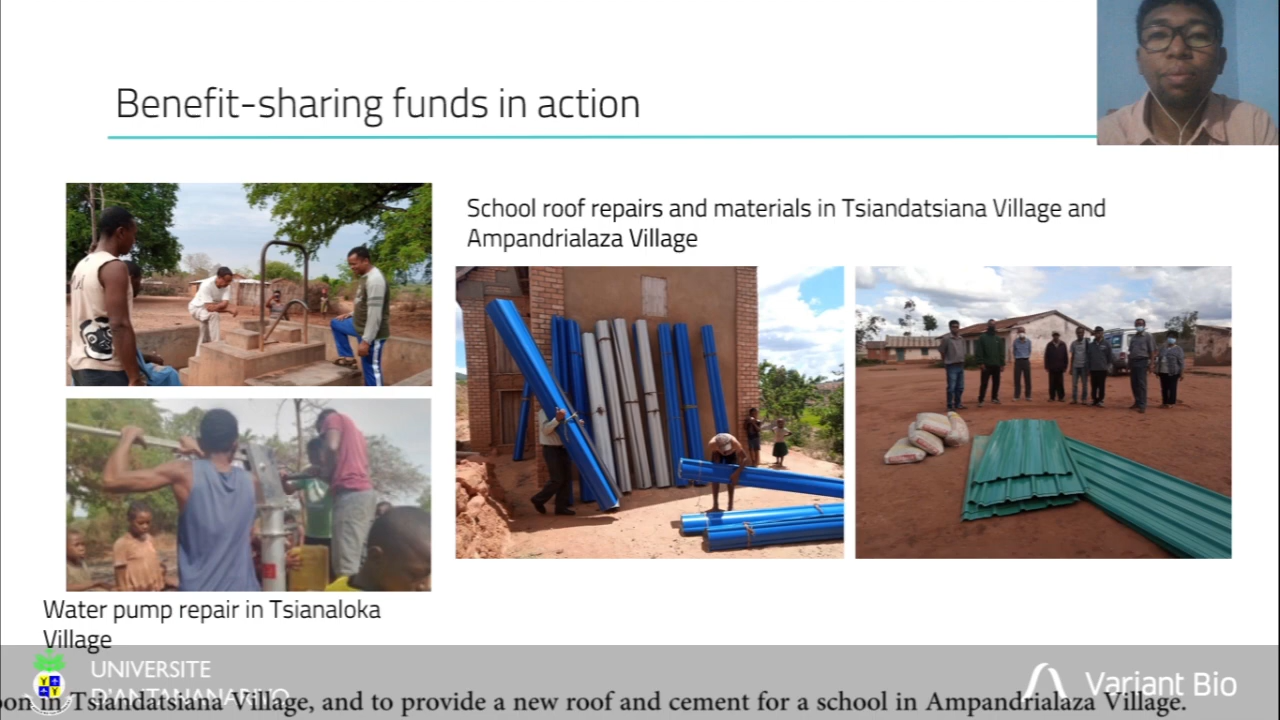 Benefit-sharing funds in action
School roof repairs and materials in Tsiandatsiana Village and
Ampandrialaza Village
Water pump repair in Tsianaloka
Village
UNIVERSITE
D'ANTANANARIVO
Variant Bio
in Tsiandatsiana Village, and to provide a new roof and cement for a school in Ampandrialaza Village.